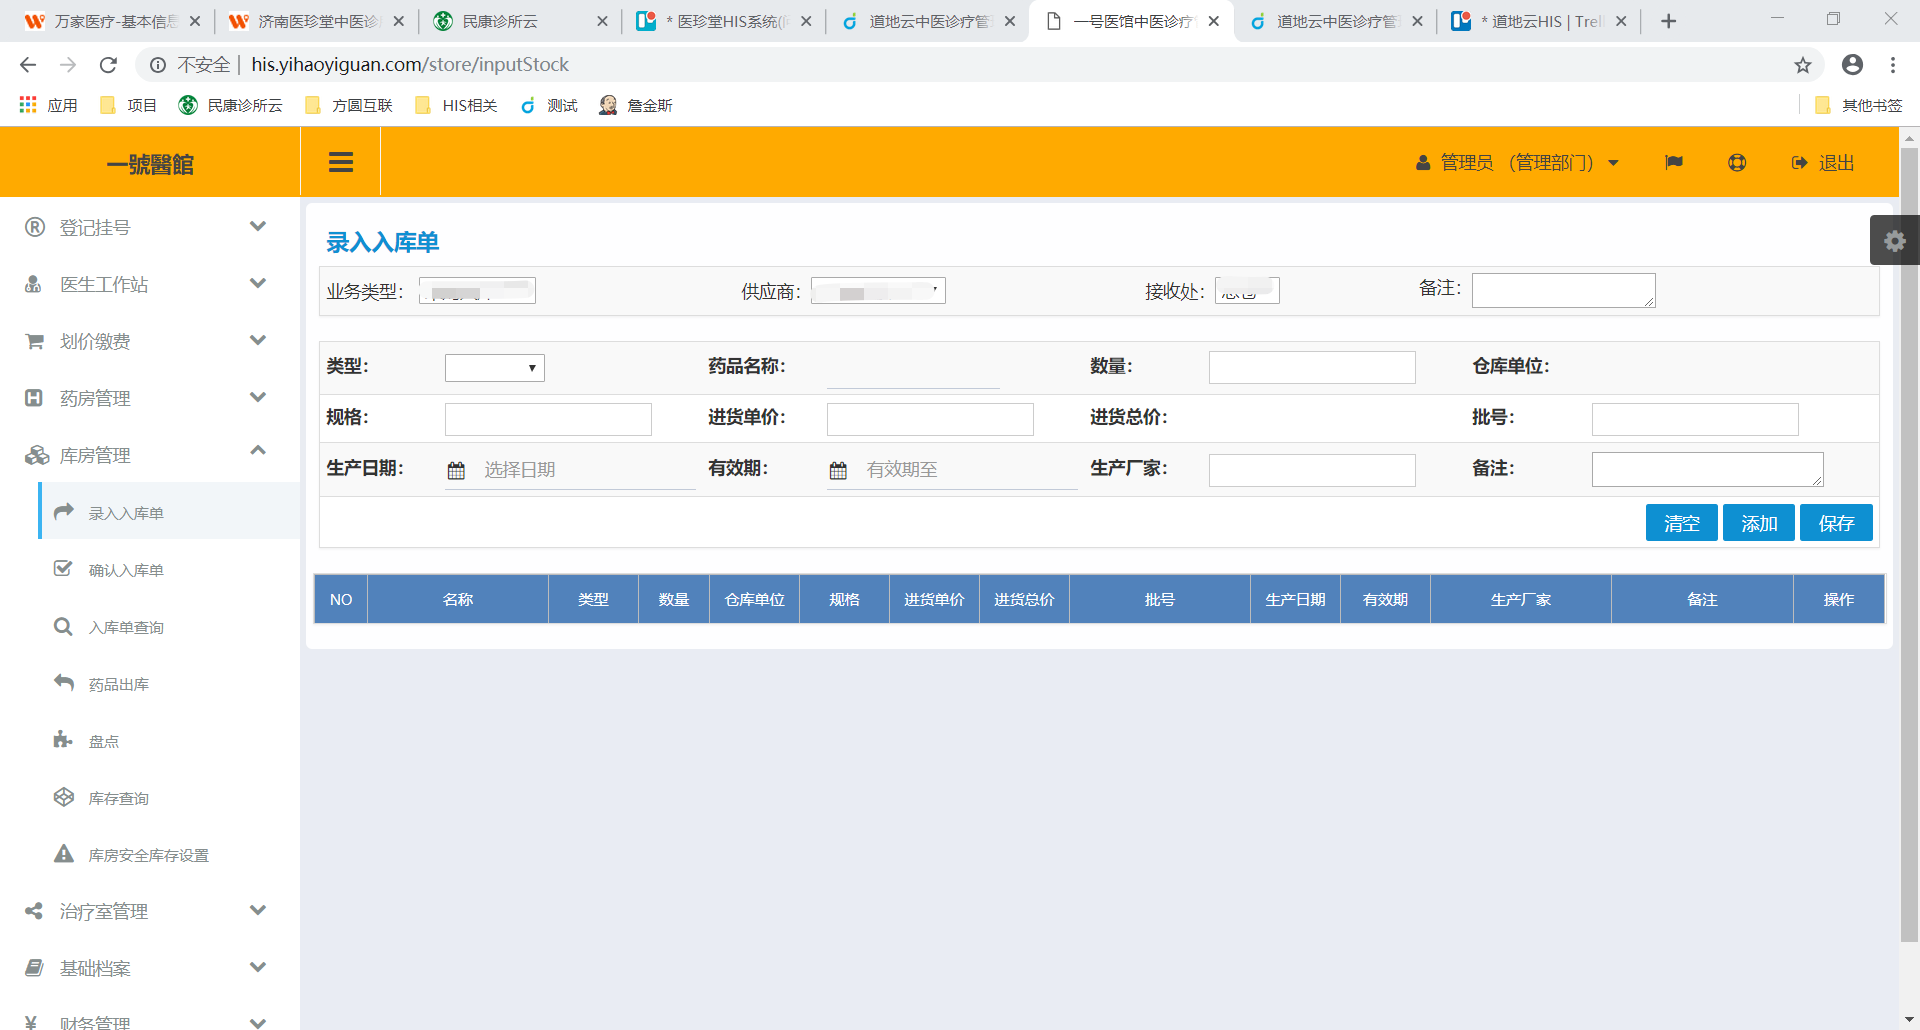 万家医疗-基本信息
济南医珍堂中医诊
民康诊所云
* 医珍堂HIS系统(
道地云中医诊疗管
一号医馆中医诊疗
道地云中医诊疗管
* 道地云HIS | Trel
不安全 | his.yihaoyiguan.com/store/inputStock
应用 项目 民康诊所云 方圆互联 HIS相关 测试 詹金斯 其他书签
一號醫館
管理员 （管理部门） 退出
登记挂号
医生工作站
划价缴费
药房管理
库房管理
录入入库单
确认入库单
入库单查询
药品出库
盘点
库存查询
库房安全库存设置
治疗室管理
基础档案
财务管理
录入入库单
业务类型： 供应商： 接收处： 备注：
类型： 药品名称： 数量： 仓库单位：
规格： 进货单价： 进货总价： 批号：
生产日期： 选择日期 有效期： 有效期至 生产厂家： 备注：
清空 添加 保存
NO 名称 类型 数量 仓库单位 规格 进货单价 进货总价 批号 生产日期 有效期 生产厂家 备注 操作